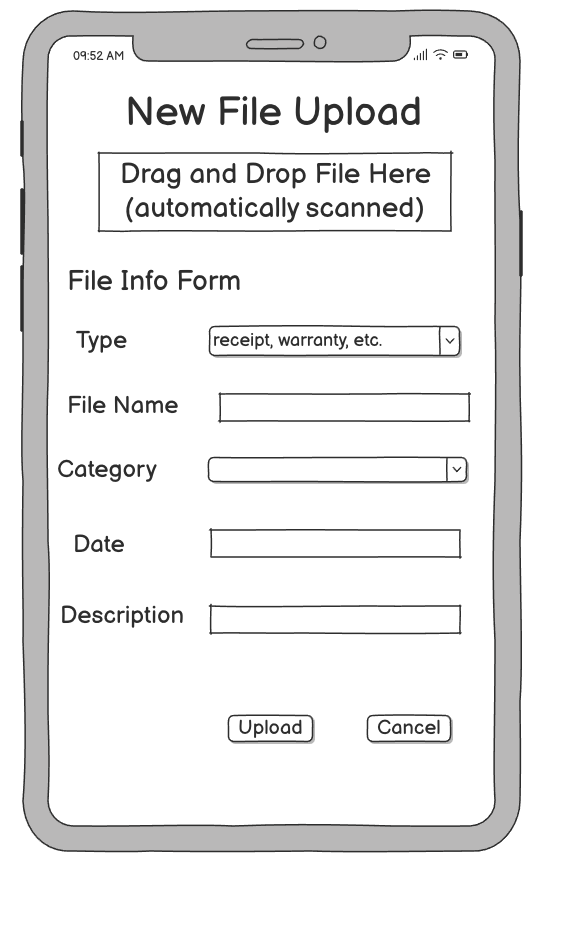 09:52 AM
New File Upload
Drag and Drop File Here
(automatically scanned)
File Info Form
Type
receipt, warranty, etc.
File Name
Category
Date
Description
Upload
Cancel